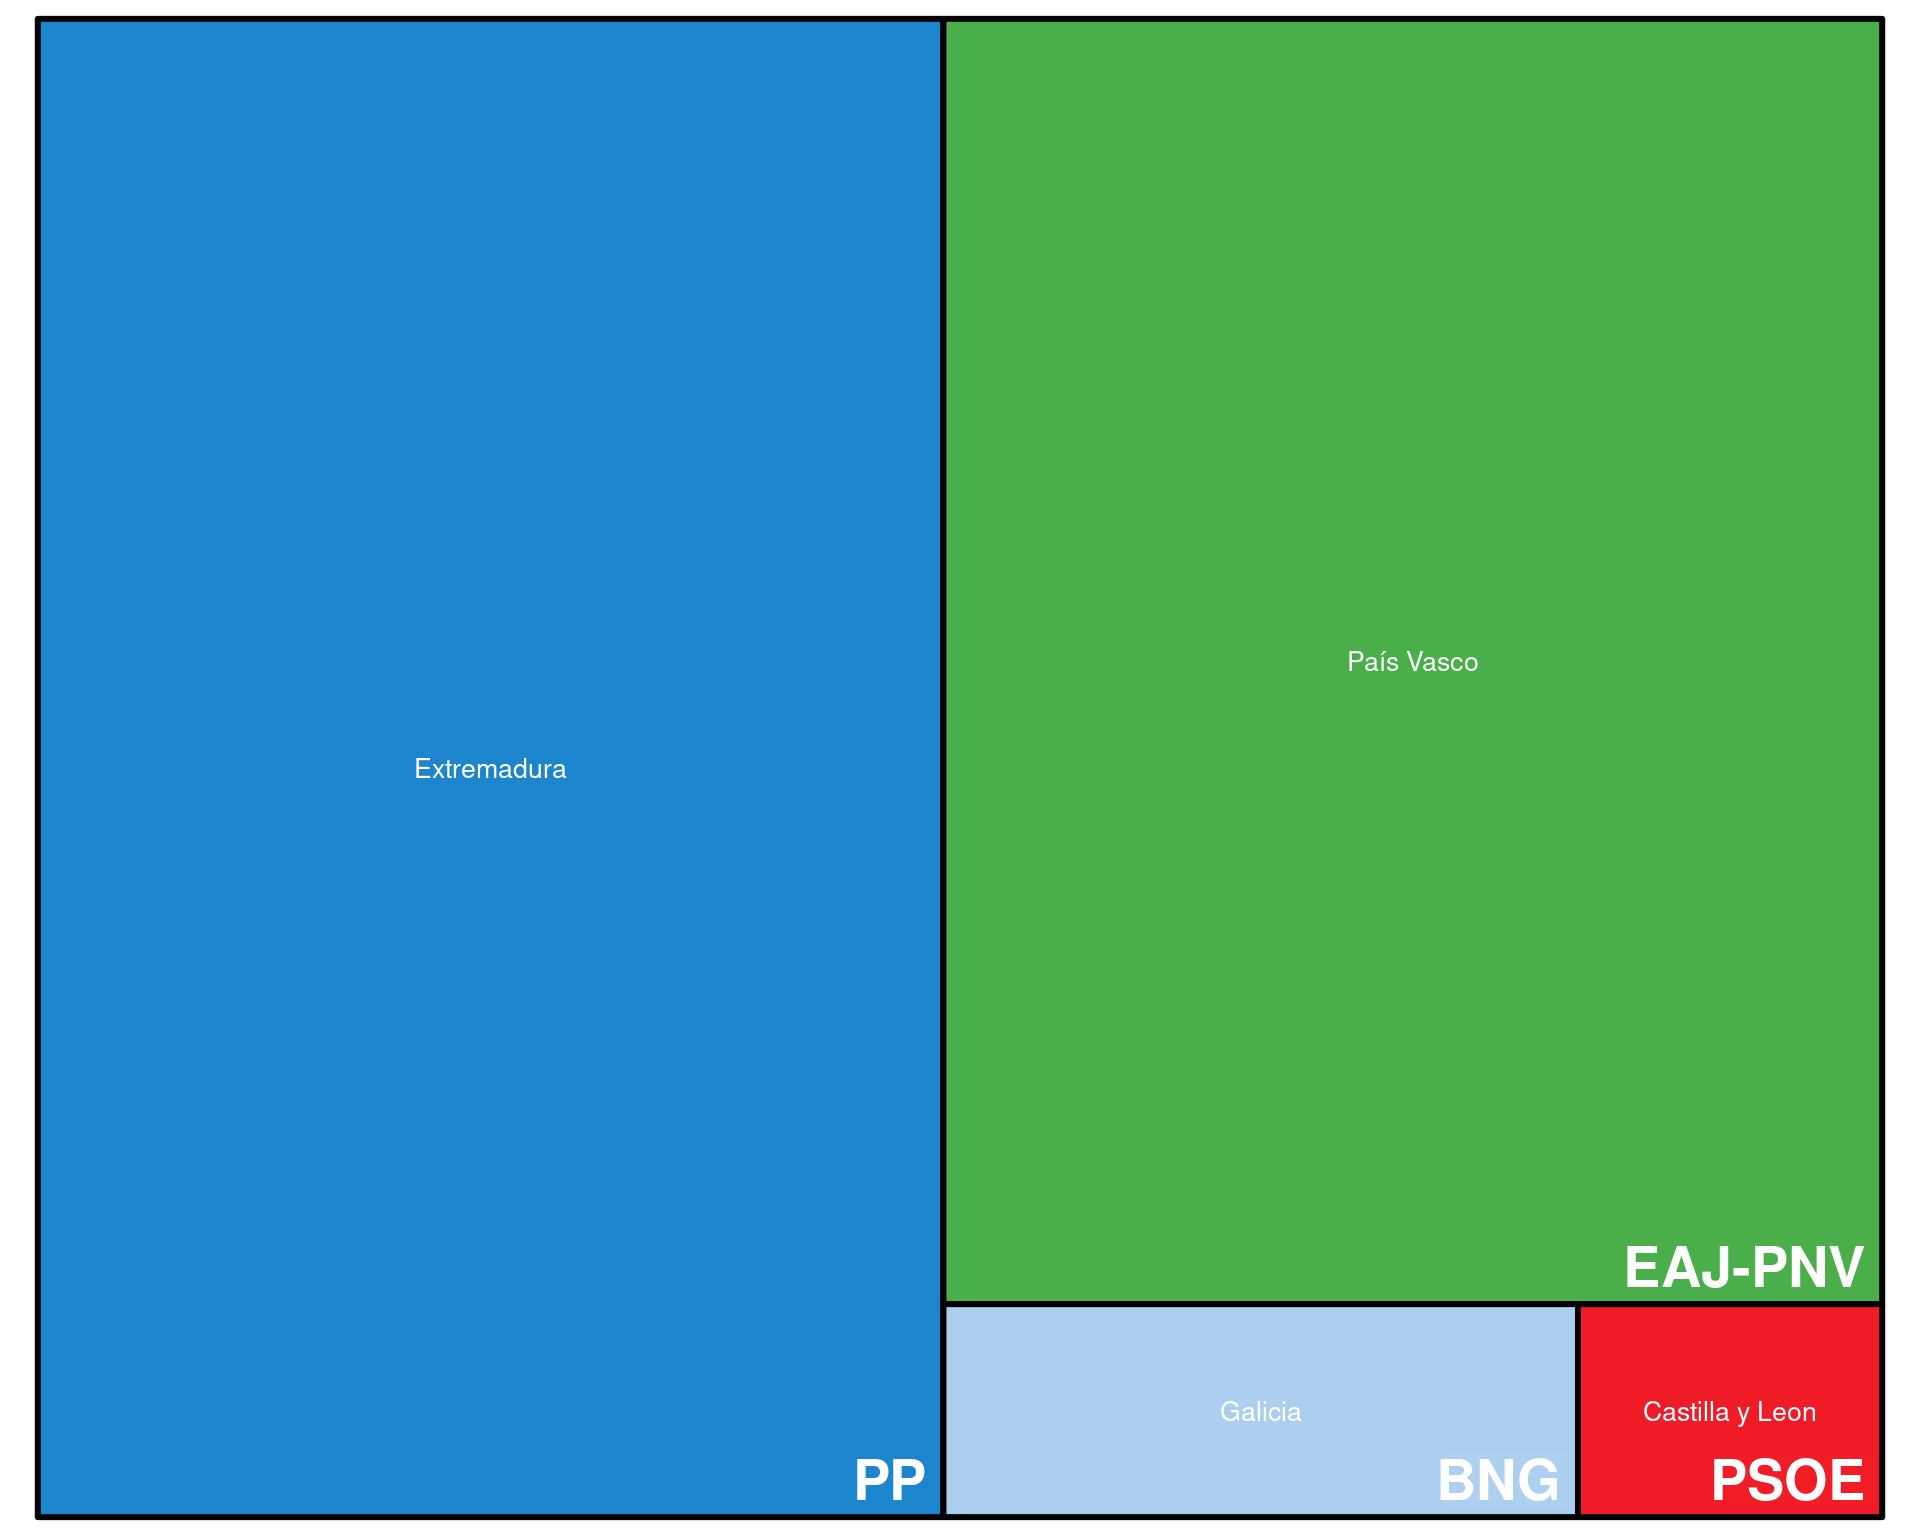 Extremadura
PP
País Vasco
EAJ-PNV
Galicia
BNG
Castilla y Leon
PSOE